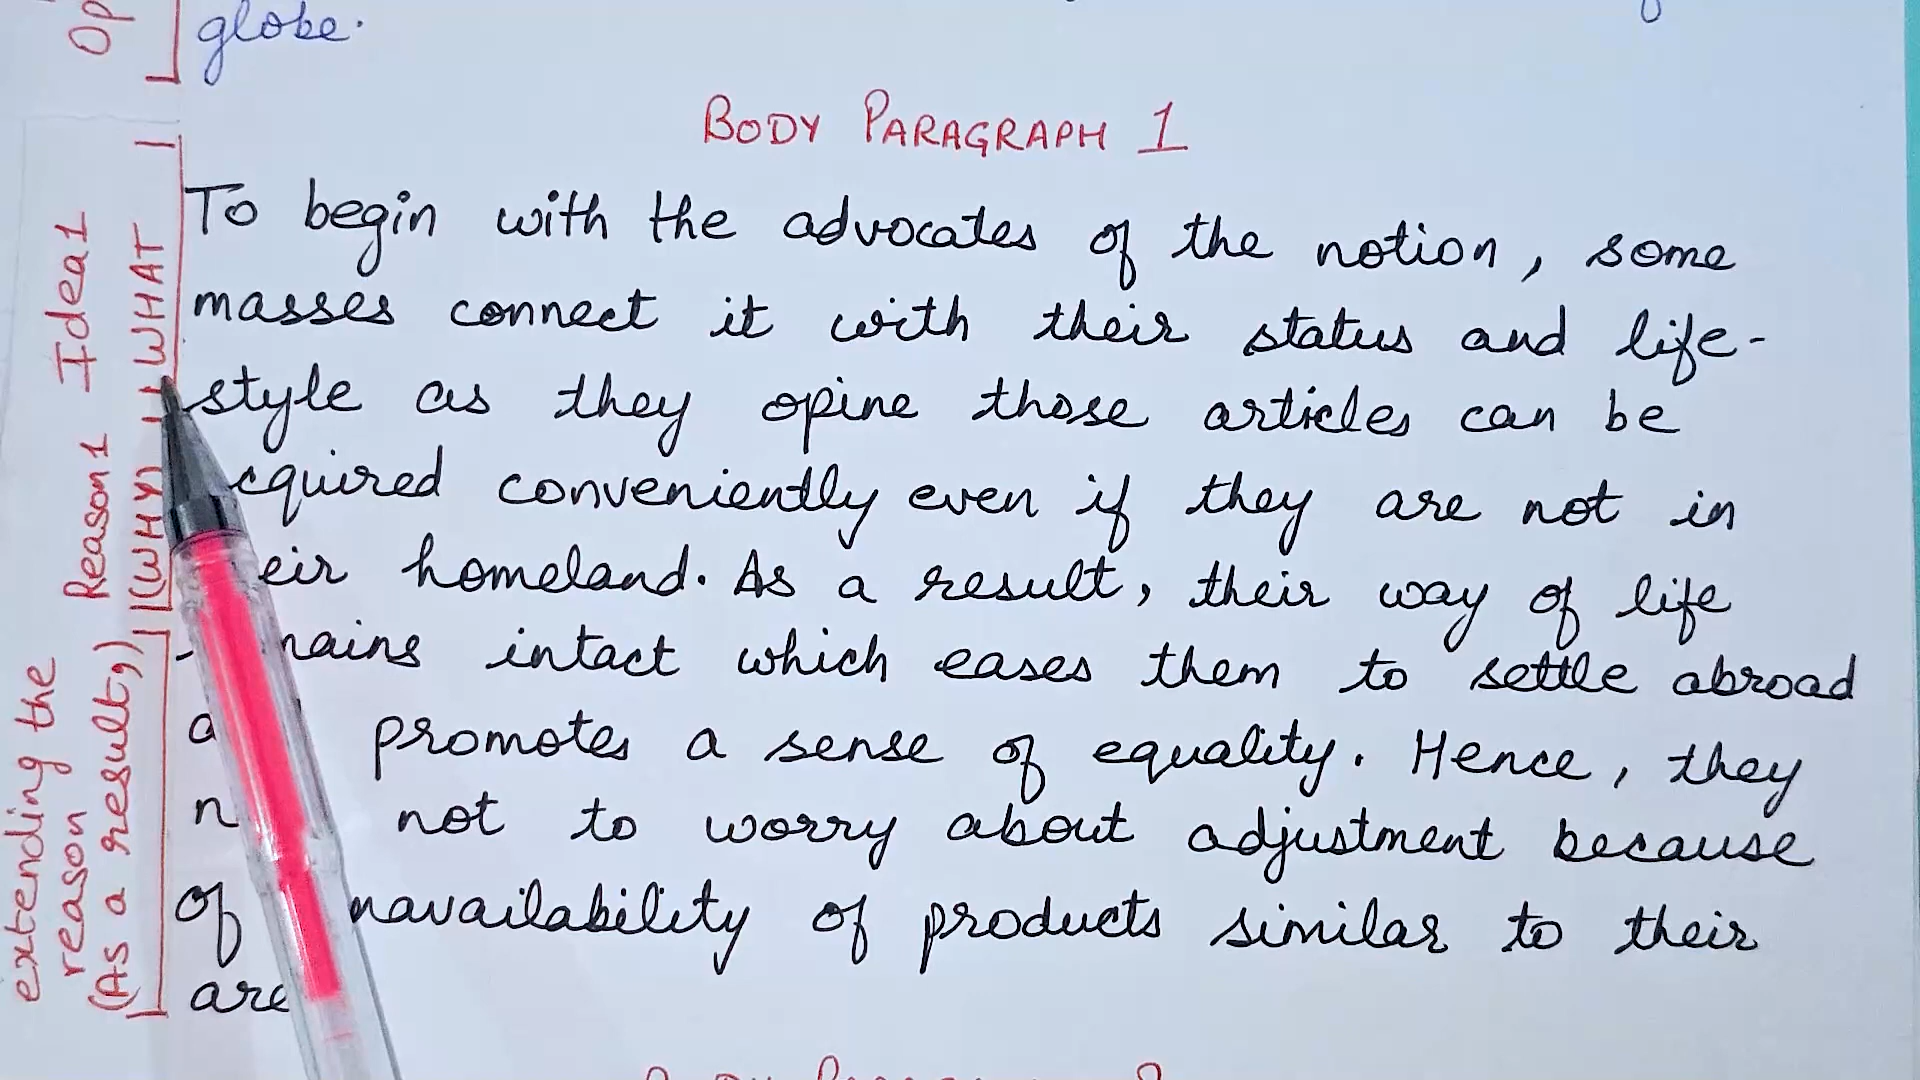 globe.
BODY PARAGRAPH 1
To begin with the advocates of the notion, some
masses connect it with their status and life-
style as they opine those articles can be
cquired conveniently even if they are not in
eir homeland. As a result, their way of life
mains intact which eases them to settle abroad
promotes a sense of equality. Hence, they
not to worry about adjustment because
of navailability of products similar to their
are
Op
Idea 1
WHAT
Reason 1
(WHY)
extending the
reason
(As a result,)